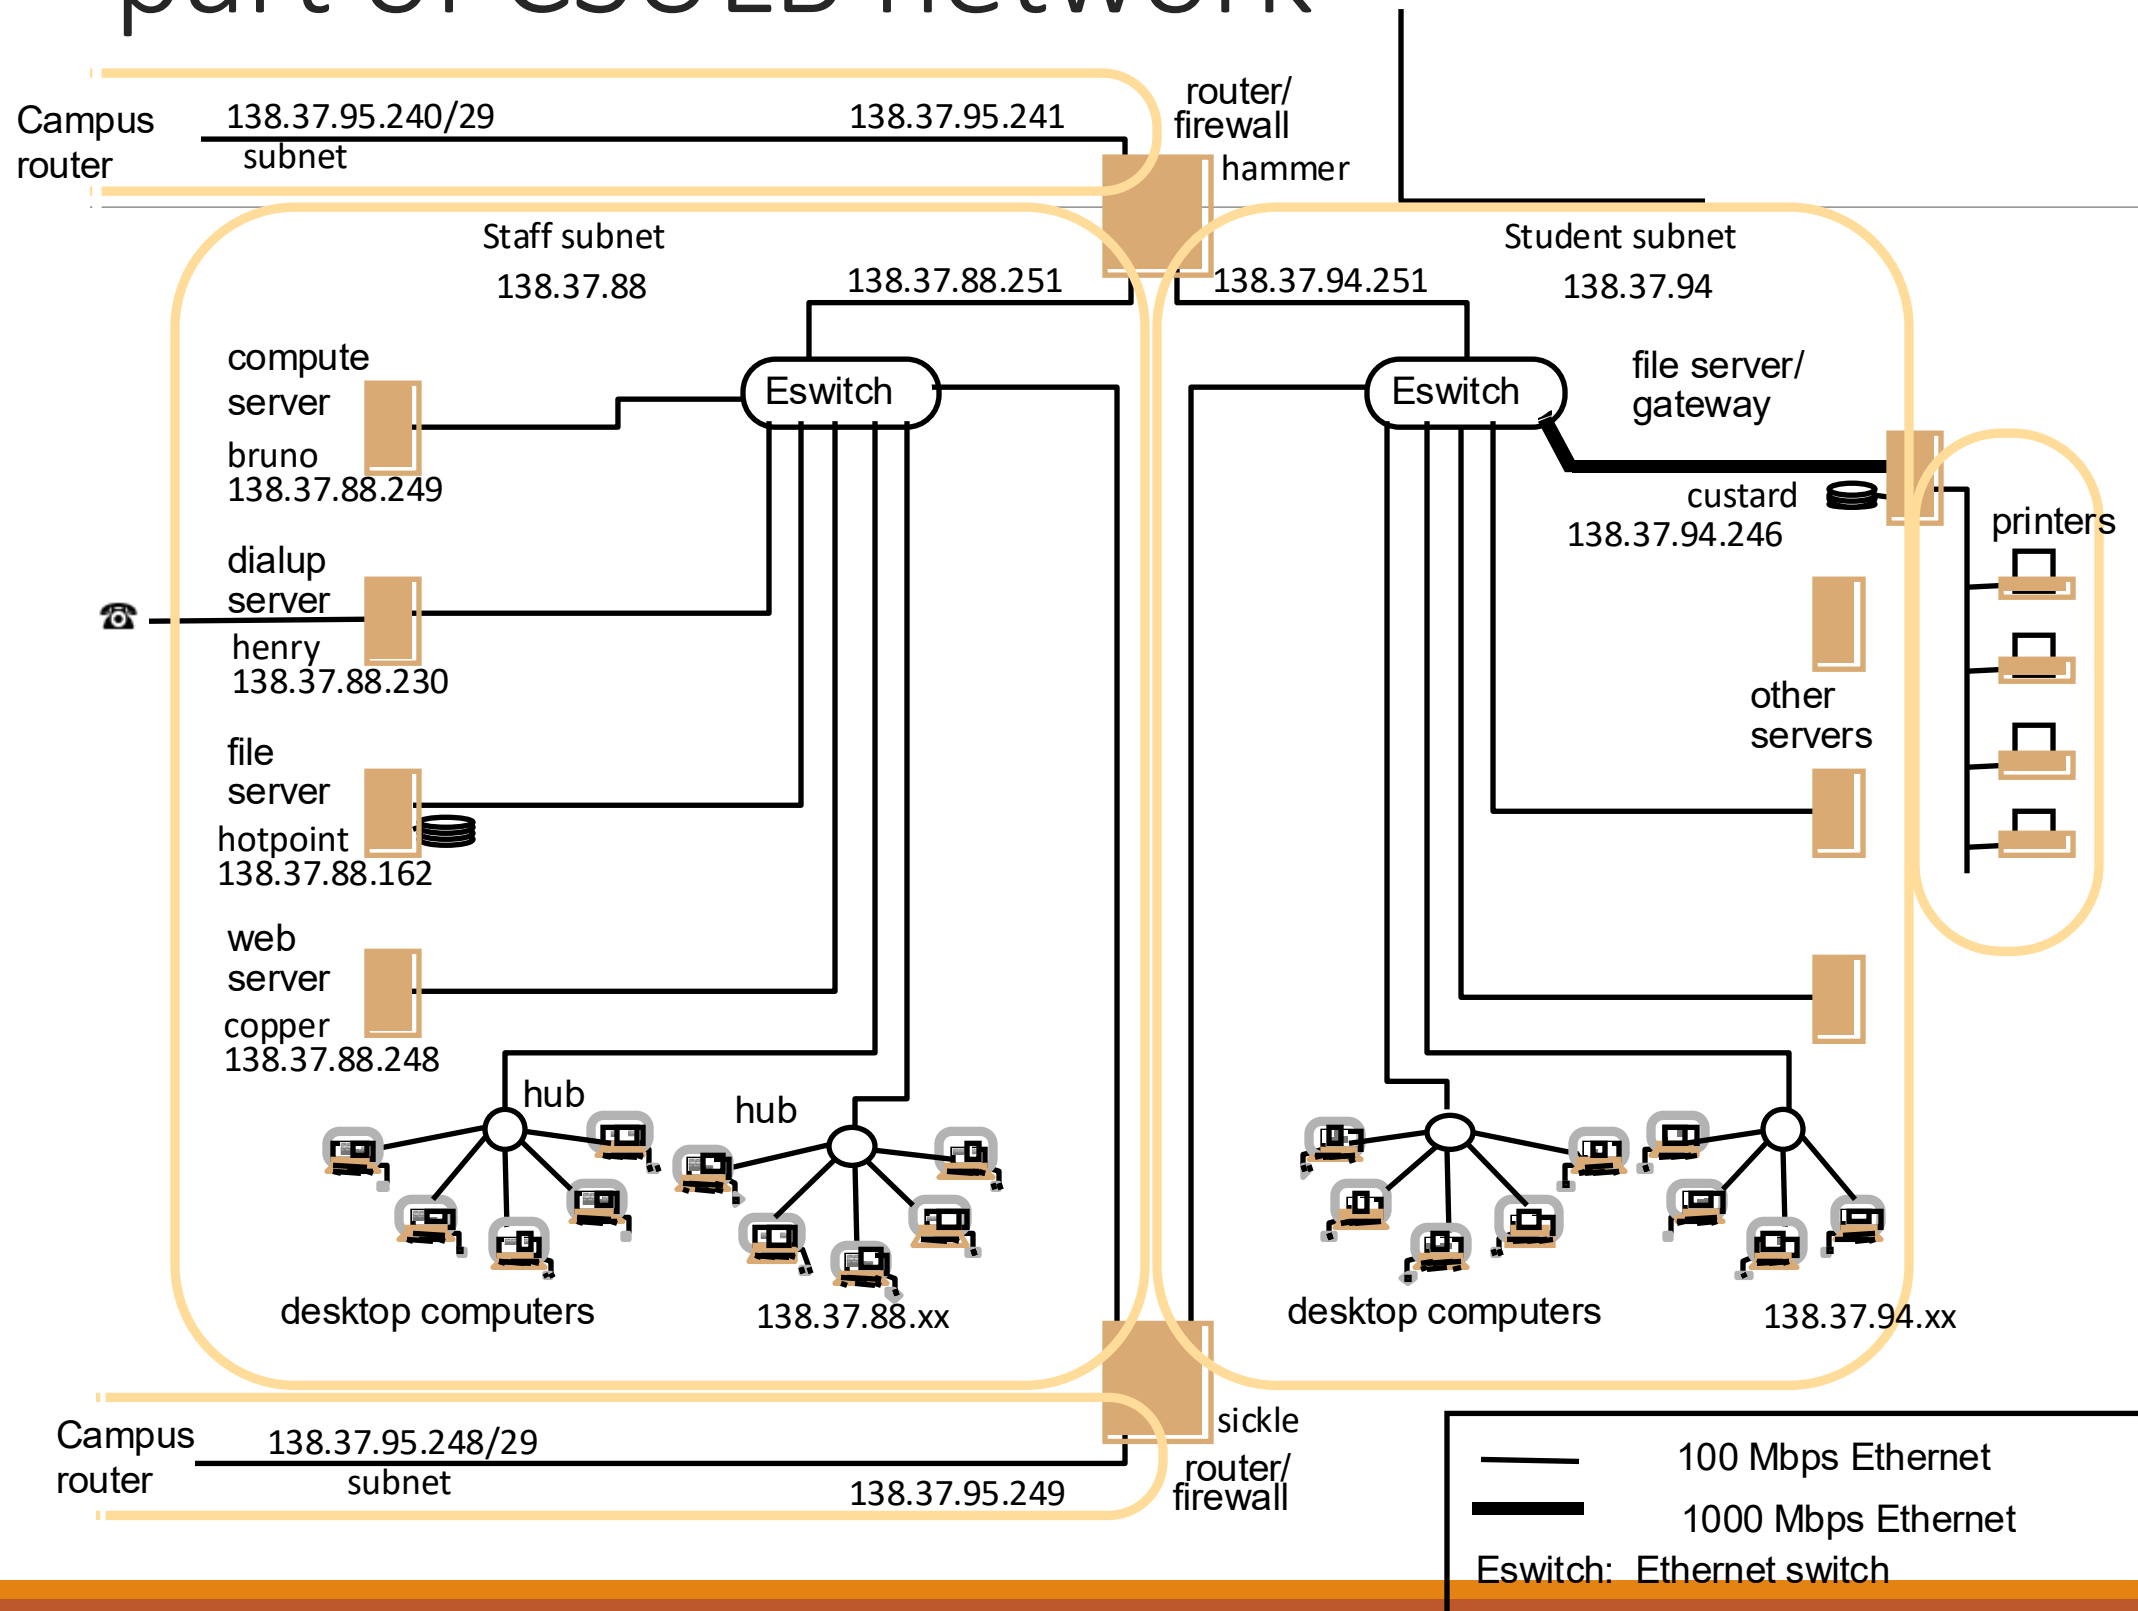 part of CSQLB network
Campus
router
138.37.95.240/29
subnet
138.37.95.241
router/
firewall
hammer
Staff subnet
138.37.88
138.37.88.251
138.37.94.251
Student subnet
138.37.94
compute
server
bruno
138.37.88.249
Eswitch
Eswitch
file server/
gateway
custard
138.37.94.246
printers
dialup
server
henry
138.37.88.230
other
servers
file
server
hotpoint
138.37.88.162
web
server
copper
138.37.88.248
hub
hub
desktop computers
138.37.88.xx
desktop computers
138.37.94.xx
Campus
router
138.37.95.248/29
subnet
138.37.95.249
sickle
router/
firewall
100 Mbps Ethernet
1000 Mbps Ethernet
Eswitch: Ethernet switch